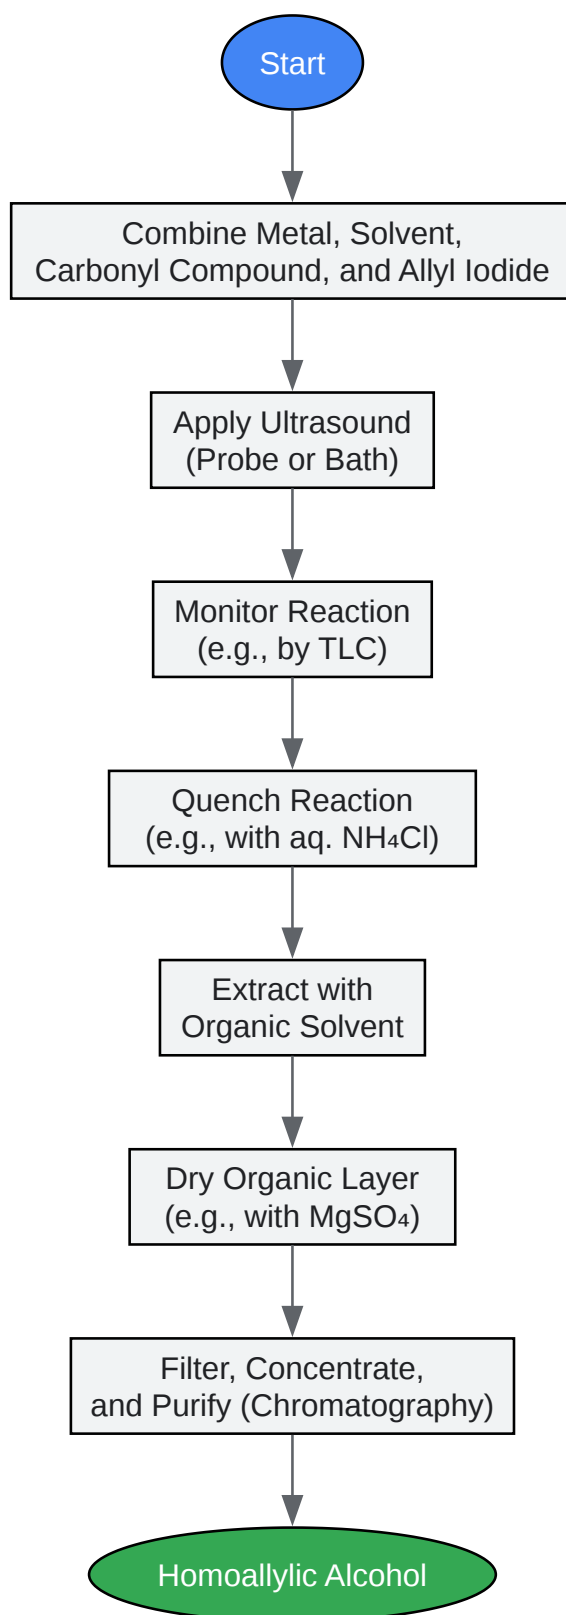 Start
Combine Metal, Solvent,
Carbonyl Compound, and Allyl Iodide
Apply Ultrasound
(Probe or Bath)
Monitor Reaction
(e.g., by TLC)
Quench Reaction
(e.g., with aq. NH₄Cl)
Extract with
Organic Solvent
Dry Organic Layer
(e.g., with MgSO₄)
Filter, Concentrate,
and Purify (Chromatography)
Homoallylic Alcohol